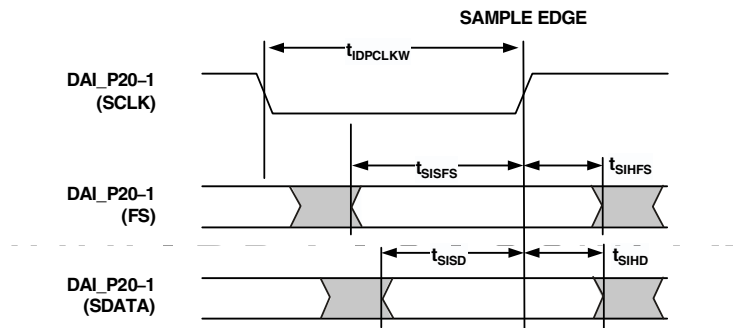 SAMPLE EDGE
tIDPCLKW
DAI_P20–1
(SCLK)
tSISFS
tSIHFS
DAI_P20–1
(FS)
tSISD
tSIHD
DAI_P20–1
(SDATA)